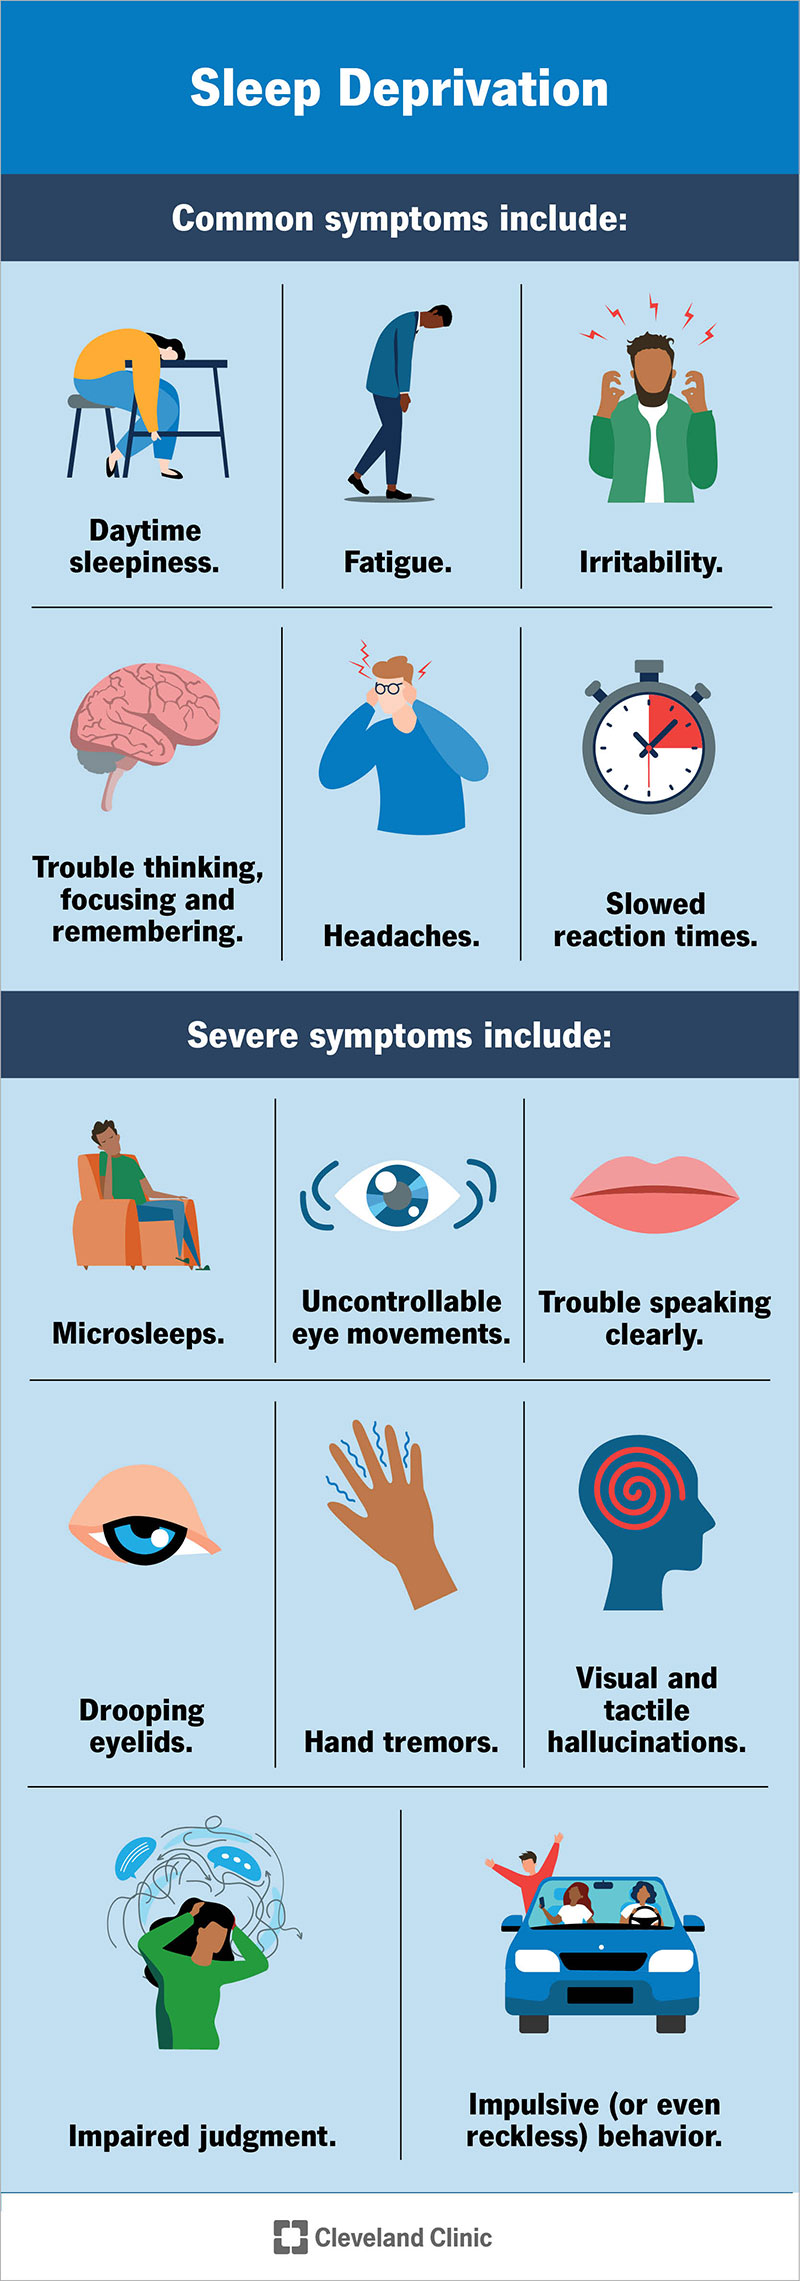 Sleep Deprivation
Common symptoms include:
Daytime
sleepiness.
Fatigue.
Irritability.
Trouble thinking,
focusing and
remembering.
Headaches.
Slowed
reaction times.
Severe symptoms include:
Microsleeps.
Uncontrollable
eye movements.
Trouble speaking
clearly.
Drooping
eyelids.
Hand tremors.
Visual and
tactile
hallucinations.
Impaired judgment.
Impulsive (or even
reckless) behavior.
Cleveland Clinic